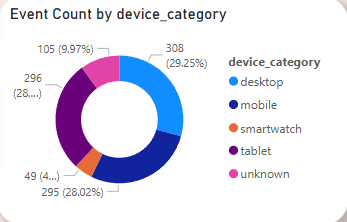 Event Count by device_category
105 (9.97%)
308
(29.25%)
296
(28....)
49 (4...)
295 (28.02%)
device_category
desktop
mobile
smartwatch
tablet
unknown